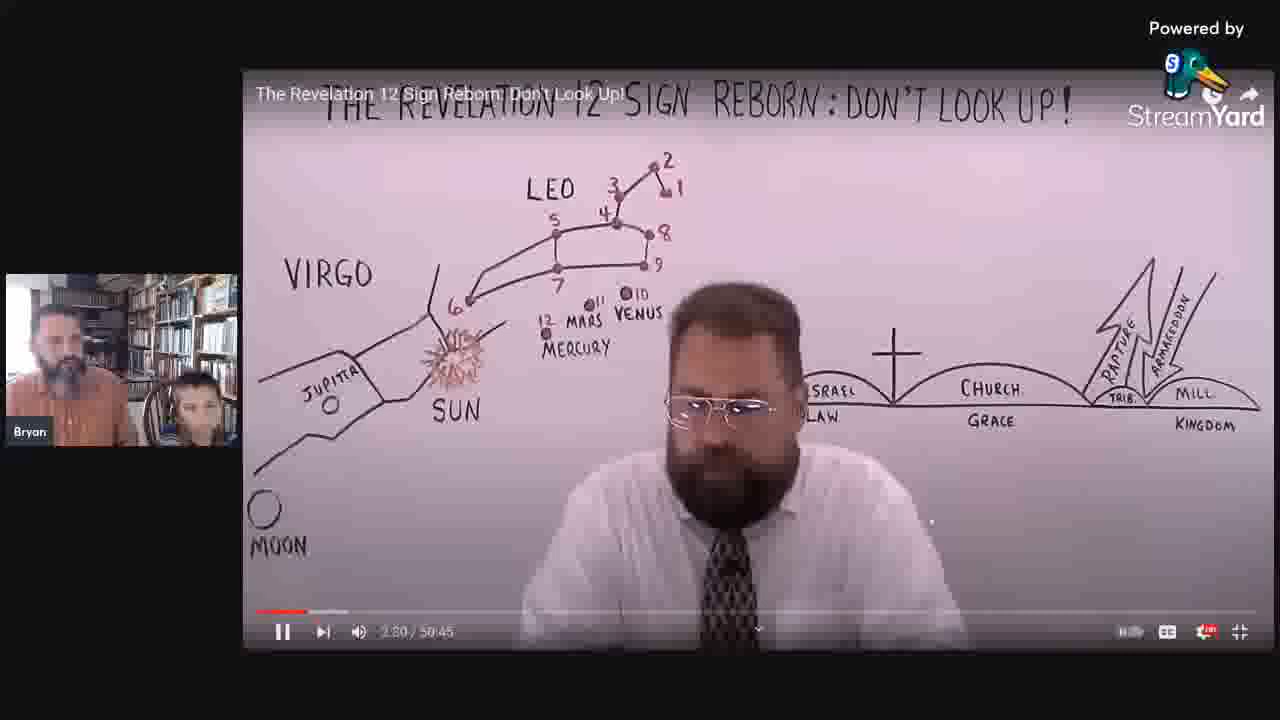 Powered by
StreamYard
The Revelation 12 Sign Reborn: Don't Look Up!
THE REVELATION 12 SIGN REBORN: DON'T LOOK UP!
LEO
1
2
3
4
5
6
7
8
9
10
11
12
VIRGO
MARS
VENUS
MERCURY
JUPITER
SUN
MOON
ISRAEL
LAW
CHURCH
GRACE
RAPTURE
TRIB.
ARMAGEDDON
MILL.
KINGDOM
Bryan
50:45
CC